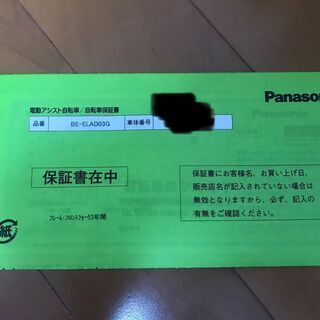 電動アシスト自転車／自転車保証書
Panasonic
品番 BE-ELAD03G 車体番号
保証書在中
フレーム・フロントフォーク3年間
保証書にお客様名、お買い上げ日、
販売店名が記入されていない場合は
無効となりますから、必ず、記入の
有無をご確認ください。
紙